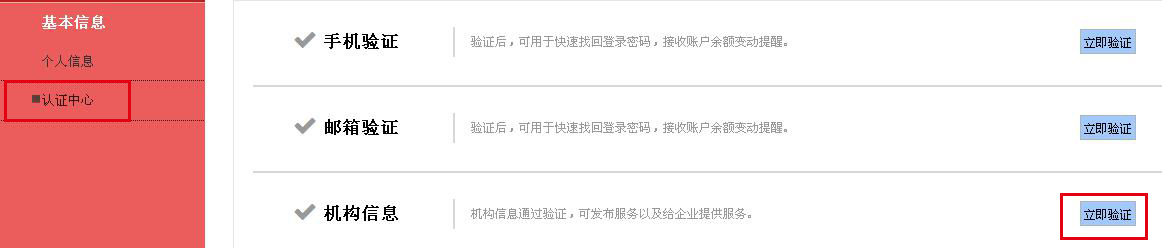 基本信息
个人信息
■认证中心
手机验证
验证后，可用于快速找回登录密码，接收账户余额变动提醒。
立即验证
邮箱验证
验证后，可用于快速找回登录密码，接收账户余额变动提醒。
立即验证
机构信息
机构信息通过验证，可发布服务以及给企业提供服务。
立即验证